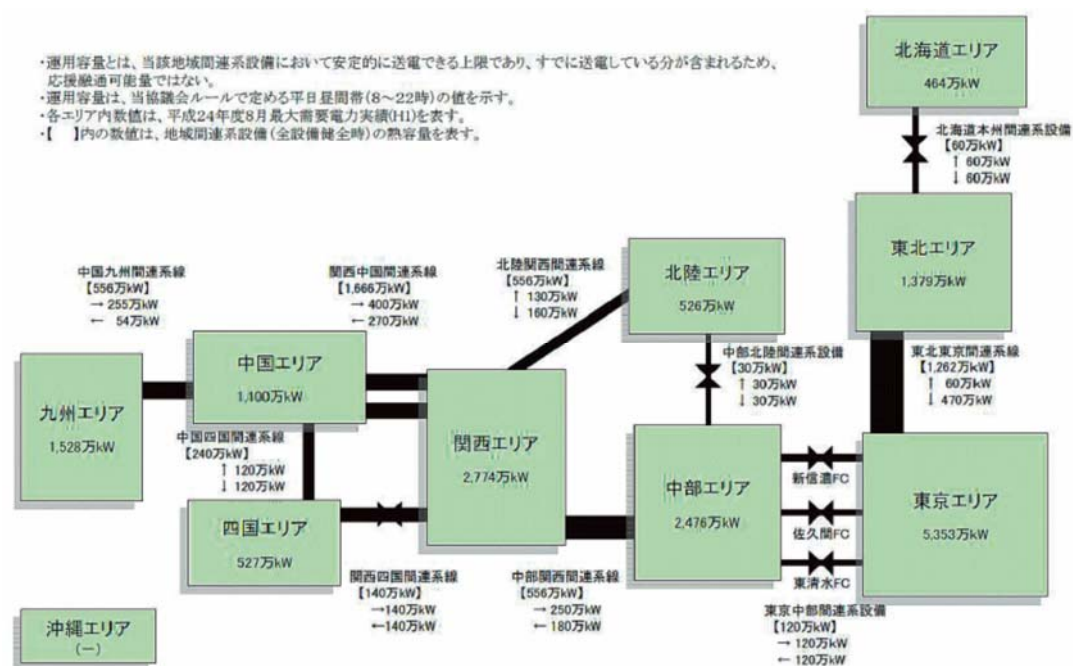 ・運用容量とは、当該地域間連系設備において安定的に送電できる上限であり、すでに送電している分が含まれるため、
応援融通可能量ではない。
・運用容量は、当協議会ルールで定める平日昼間帯(8～22時)の値を示す。
・各エリア内数値は、平成24年度8月最大需要電力実績(H1)を表す。
・【　】内の数値は、地域間連系設備(全設備健全時)の熱容量を表す。
北海道エリア
464万kW
北海道本州間連系設備
【60万kW】
↑ 60万kW
↓ 60万kW
東北エリア
1,379万kW
東北東京間連系線
【1,262万kW】
↑ 60万kW
↓ 470万kW
中国九州間連系線
【556万kW】
→ 255万kW
← 54万kW
関西中国間連系線
【1,666万kW】
→ 400万kW
← 270万kW
北陸関西間連系線
【556万kW】
↑ 130万kW
↓ 160万kW
北陸エリア
526万kW
中部北陸間連系設備
【30万kW】
↑ 30万kW
↓ 30万kW
九州エリア
1,528万kW
中国エリア
1,100万kW
中国四国間連系線
【240万kW】
↑ 120万kW
↓ 120万kW
四国エリア
527万kW
関西エリア
2,774万kW
関西四国間連系線
【140万kW】
→140万kW
←140万kW
中部関西間連系線
【556万kW】
→ 250万kW
← 180万kW
中部エリア
2,476万kW
新信濃FC
佐久間FC
東清水FC
東京エリア
5,353万kW
東京中部間連系設備
【120万kW】
→ 120万kW
← 120万kW
沖縄エリア
(－)